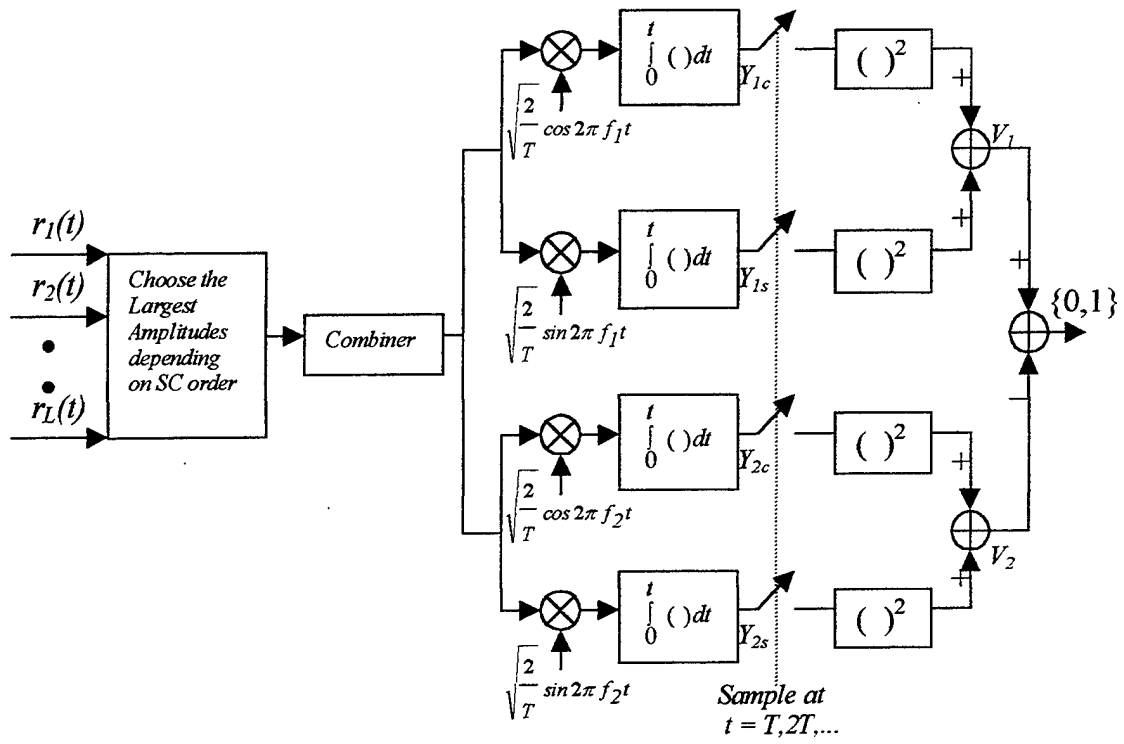 r1(t)
r2(t)
rL(t)
Choose the
Largest
Amplitudes
depending
on SC order
Combiner
√2/T cos 2π f1t
t
∫ ( ) dt
0
Y1c
( )²
+
V1
√2/T sin 2π f1t
t
∫ ( ) dt
0
Y1s
( )²
+
+
{0,1}
−
√2/T cos 2π f2t
t
∫ ( ) dt
0
Y2c
( )²
+
V2
√2/T sin 2π f2t
t
∫ ( ) dt
0
Y2s
( )²
+
Sample at
t = T,2T,...